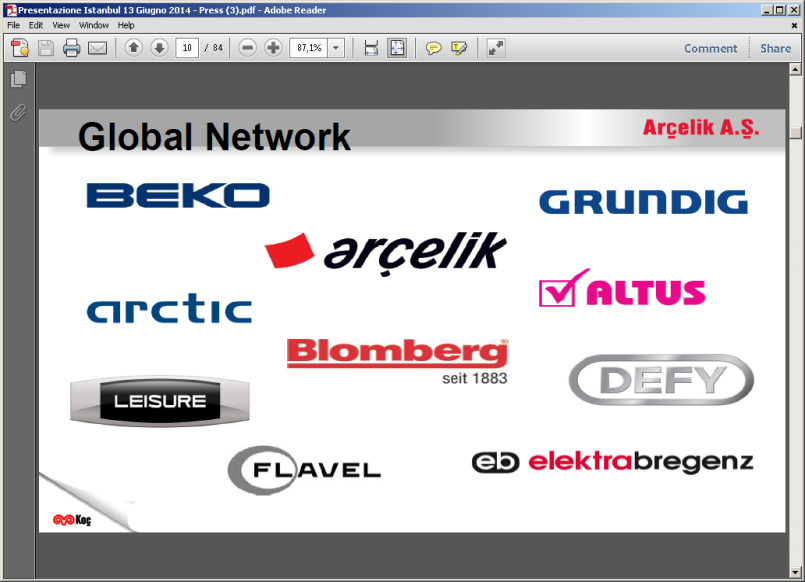 Presentazione Istanbul 13 Giugno 2014 - Press (3).pdf - Adobe Reader
File Edit View Window Help
10 / 84 87,1% Comment Share
Global Network
Arçelik A.Ş.
BEKO
GRUNDIG
arçelik
arctic
ALTUS
Blomberg®
seit 1883
DEFY
LEISURE
FLAVEL
eb elektrabregenz
Koç